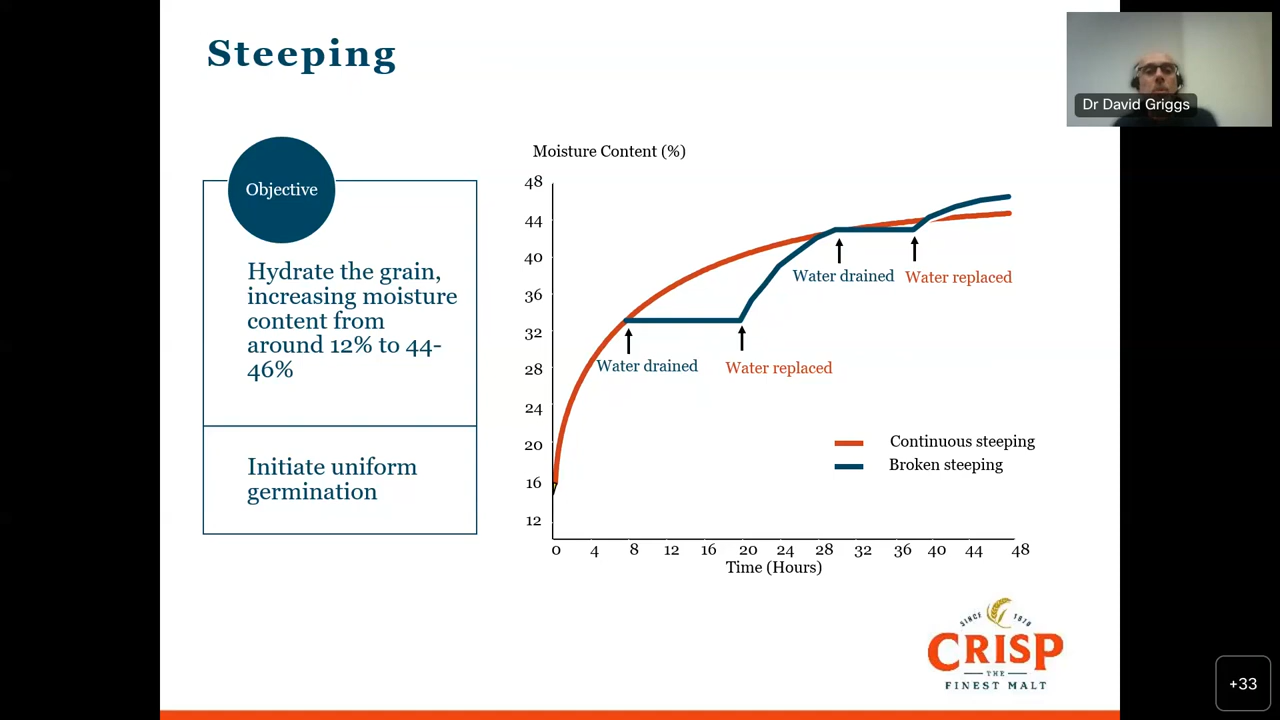 Steeping
Dr David Griggs
Objective
Hydrate the grain,
increasing moisture
content from
around 12% to 44-
46%
Initiate uniform
germination
Moisture Content (%)
48
44
40
36
32
28
24
20
16
12
Water drained
Water replaced
Water drained
Water replaced
Continuous steeping
Broken steeping
0 4 8 12 16 20 24 28 32 36 40 44 48
Time (Hours)
SINCE 1870
CRISP
THE
FINEST MALT
+33